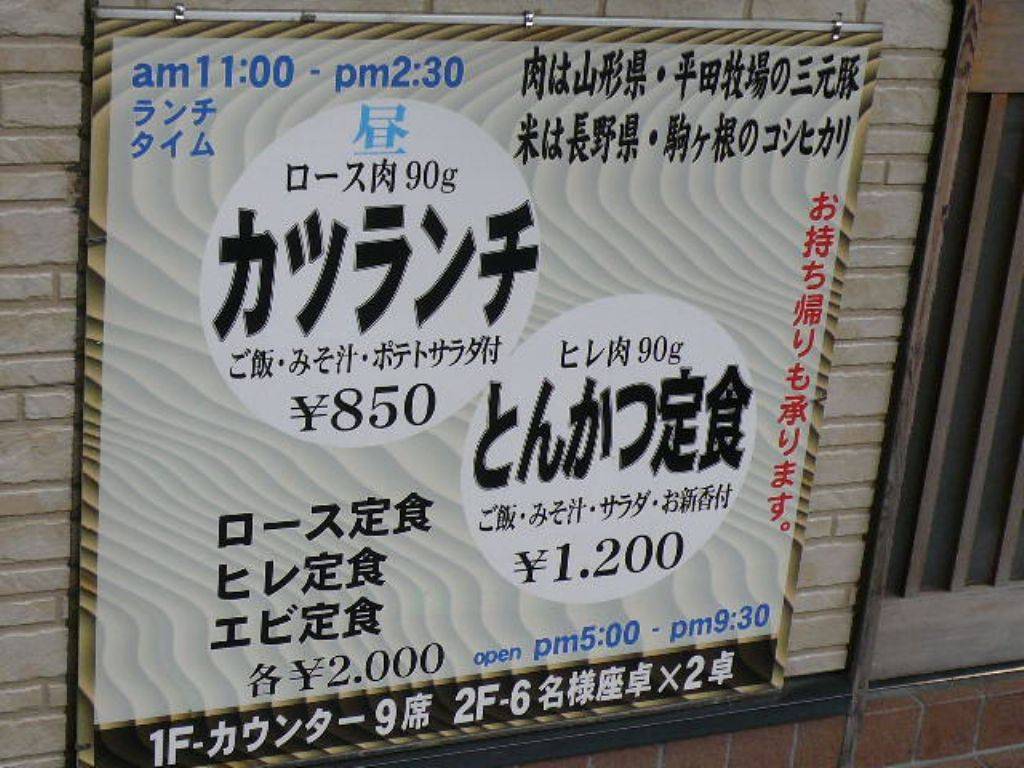 am11:00 - pm2:30
ランチ
タイム
肉は山形県・平田牧場の三元豚
米は長野県・駒ヶ根のコシヒカリ
昼
ロース肉90g
カツランチ
ご飯・みそ汁・ポテトサラダ付
¥850
お持ち帰りも承ります。
ヒレ肉90g
とんかつ定食
ご飯・みそ汁・サラダ・お新香付
¥1.200
ロース定食
ヒレ定食
エビ定食
各¥2.000
open pm5:00 - pm9:30
1F-カウンター9席 2F-6名様座卓×2卓